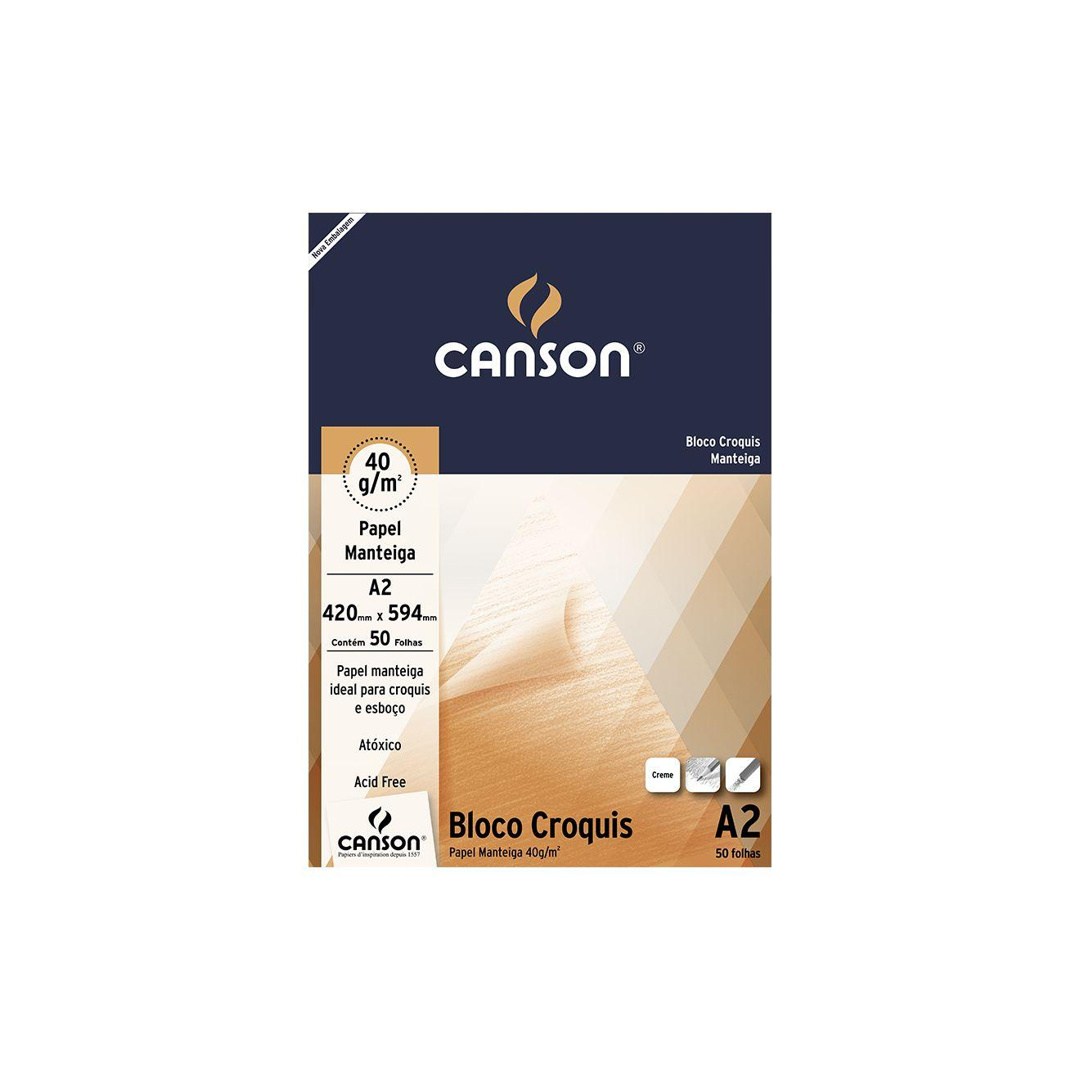 Nova Embalagem
CANSON®
Bloco Croquis
Manteiga
40
g/m²
Papel
Manteiga
A2
420mm x 594mm
Contém 50 Folhas
Papel manteiga
ideal para croquis
e esboço
Atóxico
Acid Free
CANSON®
Papiers d'inspiration depuis 1557
Creme
Bloco Croquis
Papel Manteiga 40g/m²
A2
50 folhas